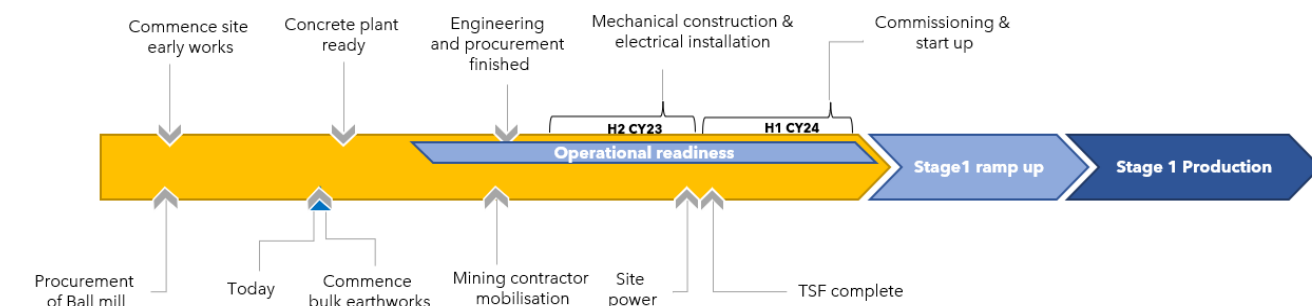 Commence site
early works
Concrete plant
ready
Engineering
and procurement
finished
Mechanical construction &
electrical installation
Commissioning &
start up
H2 CY23
H1 CY24
Operational readiness
Stage1 ramp up
Stage 1 Production
Procurement
of Ball mill
Today
Commence
bulk earthworks
Mining contractor
mobilisation
Site
power
TSF complete